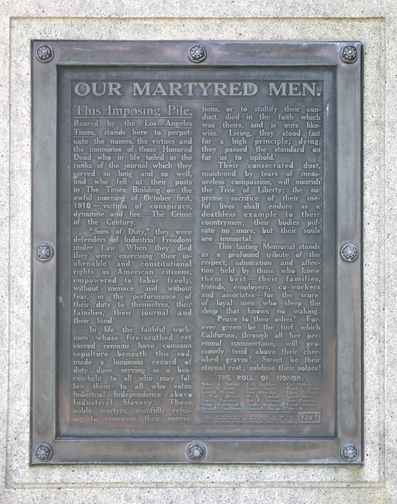 OUR MARTYRED MEN.
This Imposing Pile,
Reared by the Los Angeles
Times, stands here to perpet-
uate the names, the virtues and
the memories of those Honored
Dead who in life toiled in the
ranks of the journal which they
served so long and so well,
and who fell at their posts
in The Times Building on the
awful morning of October first,
1910 — victims of conspiracy,
dynamite and fire: The Crime
of the Century.
"Sons of Duty," they were
defenders of Industrial Freedom
under Law. When they died
they were exercising their in-
alienable and constitutional
rights as American citizens,
empowered to labor freely,
without menace and without
fear, in the performance of
their duty to themselves, their
families, their journal and
their kind.
In life the faithful work-
men whose fire-scathed yet
sacred remains have common
sepulture beneath this sod,
made a luminous record of
duty done, serving as a bea-
con-light to all who may fol-
low them — to all who value
Industrial Independence above
Industrial Slavery. These
noble martyrs, manfully refus-
ing to renounce their convic-
tions, or to stultify their con-
duct, died in the faith which
was theirs, and is ours like-
wise. Living, they stood fast
for a high principle; dying,
they passed the standard on
for us to uphold.
Their consecrated dust,
moistened by tears of meas-
ureless compassion, will nourish
the Tree of Liberty; the su-
preme sacrifice of their use-
ful lives shall endure as a
deathless example to their
countrymen; their bodies pul-
sate no more, but their souls
are immortal.
This lasting Memorial stands
as a profound tribute of the
respect, admiration and affec-
tion held by those who knew
them best — their families,
friends, employers, co-workers
and associates — for the score
of loyal men who sleep the
sleep that knows no waking.
Peace to their ashes! For-
ever green be the turf which
California, through all her per-
ennial summertime, will gra-
ciously lend above their cher-
ished graves! Sweet be their
eternal rest, sublime their solace!
THE ROLL OF HONOR